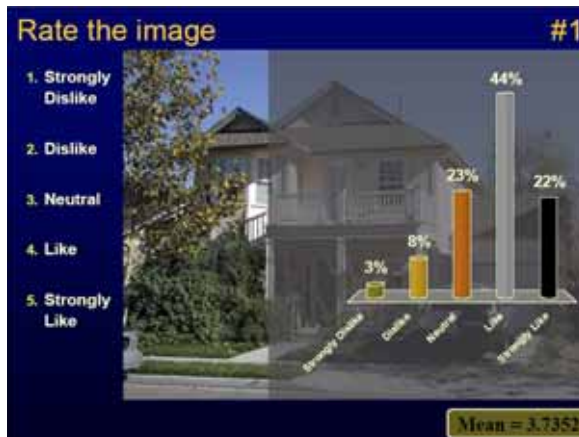 Rate the image #1
1. Strongly
Dislike
2. Dislike
3. Neutral
4. Like
5. Strongly
Like
44%
23%
22%
8%
3%
Strongly Dislike
Dislike
Neutral
Like
Strongly Like
Mean = 3.7352